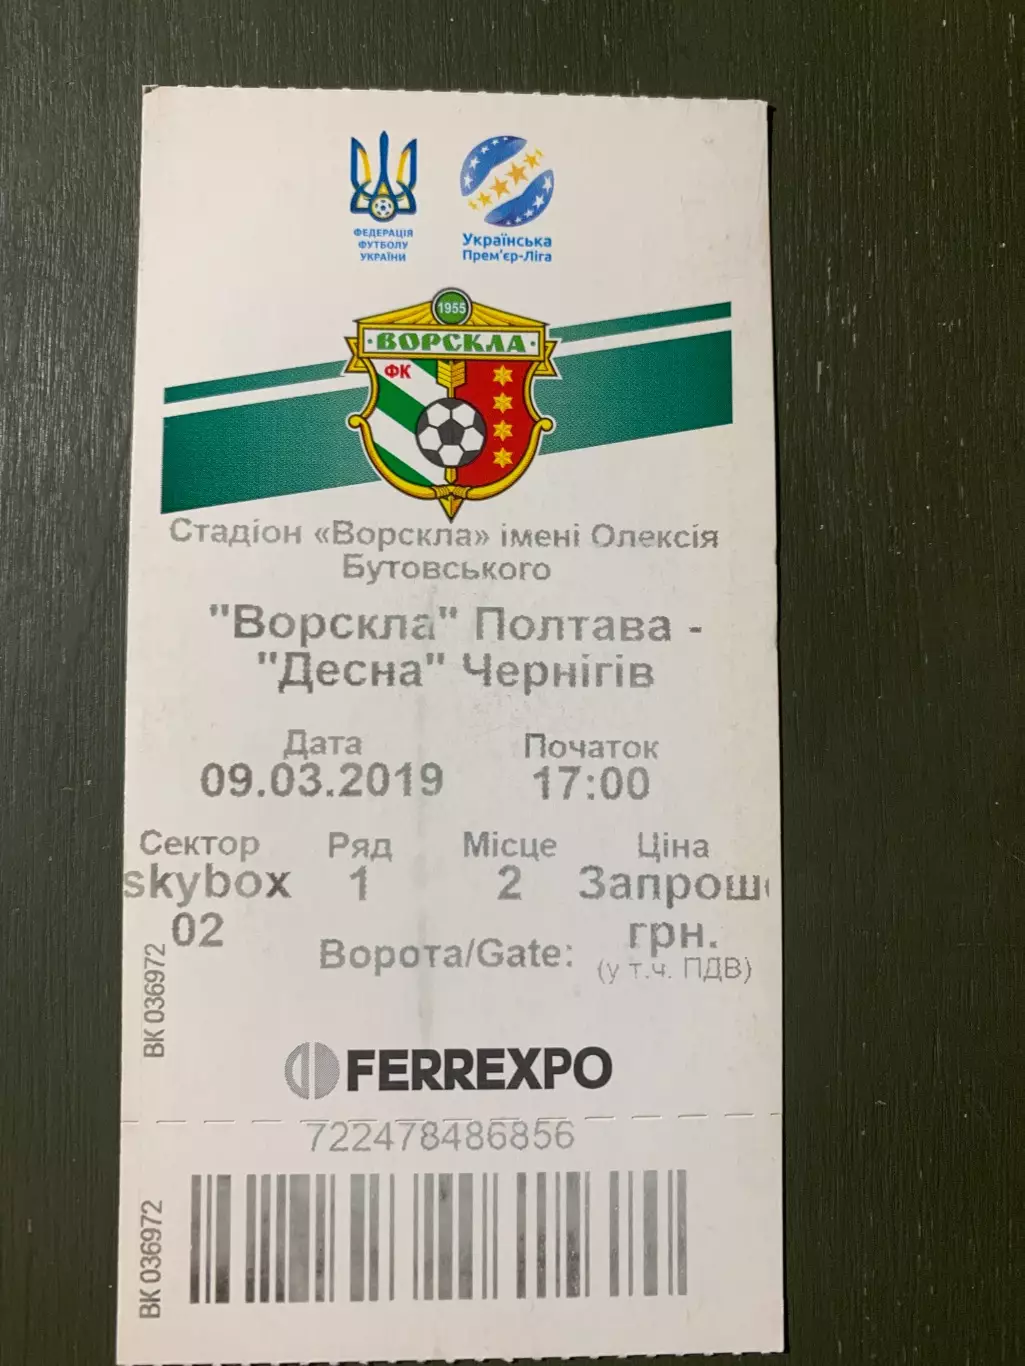 ФЕДЕРАЦІЯ
ФУТБОЛУ
УКРАЇНИ
Українська
Прем'єр-Ліга
1955
·ВОРСКЛА·
ФК
Стадіон «Ворскла» імені Олексія
Бутовського
"Ворскла" Полтава -
"Десна" Чернігів
Дата Початок
09.03.2019 17:00
Сектор Ряд Місце Ціна
skybox 1 2 Запрош
02 грн.
Ворота/Gate: (у т.ч. ПДВ)
ВК 036972
FERREXPO
722478486856
ВК 036972